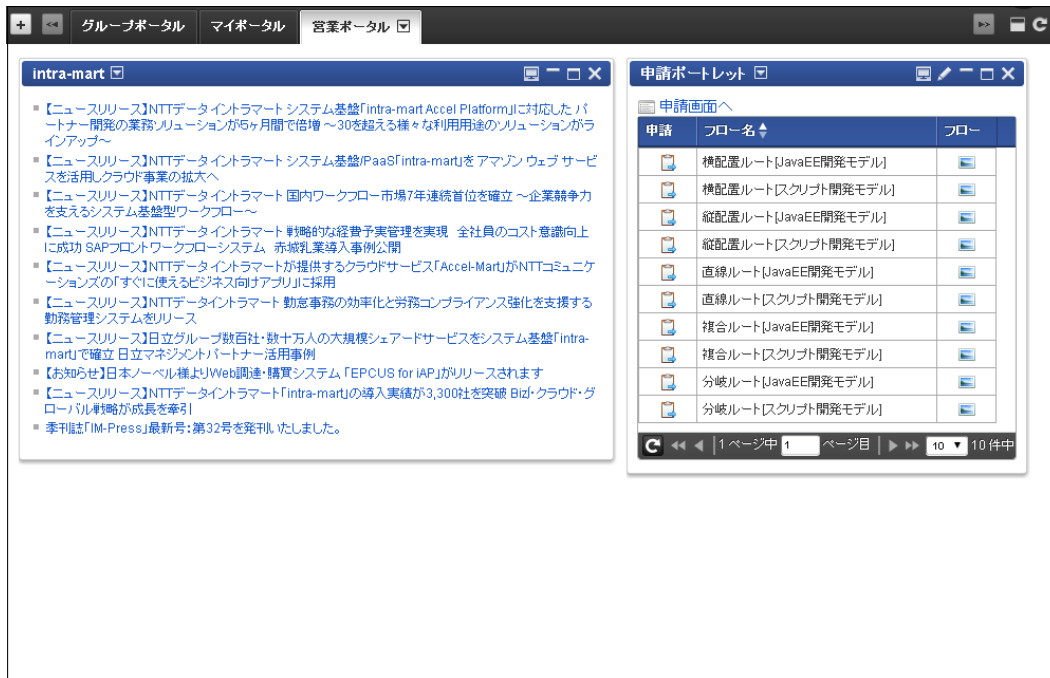 グループポータル マイポータル 営業ポータル
intra-mart
【ニュースリリース】NTTデータイントラマート システム基盤「intra-mart Accel Platform」に対応した パ
ートナー開発の業務ソリューションが5ヶ月間で倍増 ～30を超える様々な利用用途のソリューションがラ
インアップ～
【ニュースリリース】NTTデータイントラマート システム基盤/PaaS「intra-mart」を アマゾン ウェブ サービ
スを活用しクラウド事業の拡大へ
【ニュースリリース】NTTデータイントラマート 国内ワークフロー市場7年連続首位を確立 ～企業競争力
を支えるシステム基盤型ワークフロー～
【ニュースリリース】NTTデータイントラマート 戦略的な経費予実管理を実現 全社員のコスト意識向上
に成功 SAPフロントワークフローシステム 赤城乳業導入事例公開
【ニュースリリース】NTTデータイントラマートが提供するクラウドサービス「Accel-Mart」がNTTコミュニケ
ーションズの「すぐに使えるビジネス向けアプリ」に採用
【ニュースリリース】NTTデータイントラマート 勤怠事務の効率化と労務コンプライアンス強化を支援する
勤務管理システムをリリース
【ニュースリリース】日立グループ数百社・数十万人の大規模シェアードサービスをシステム基盤「intra-
mart」で確立 日立マネジメントパートナー活用事例
【お知らせ】日本ノーベル様よりWeb調達・購買システム 「EPCUS for iAP」がリリースされます
【ニュースリリース】NTTデータイントラマート「intra-mart」の導入実績が3,300社を突破 Biz∫・クラウド・グ
ローバル戦略が成長を牽引
季刊誌「IM-Press」最新号：第32号を発刊いたしました。
申請ポートレット
申請画面へ
申請 フロー名 フロー
横配置ルート[JavaEE開発モデル]
横配置ルート[スクリプト開発モデル]
縦配置ルート[JavaEE開発モデル]
縦配置ルート[スクリプト開発モデル]
直線ルート[JavaEE開発モデル]
直線ルート[スクリプト開発モデル]
複合ルート[JavaEE開発モデル]
複合ルート[スクリプト開発モデル]
分岐ルート[JavaEE開発モデル]
分岐ルート[スクリプト開発モデル]
1 ページ中 1 ページ目 10 10 件中